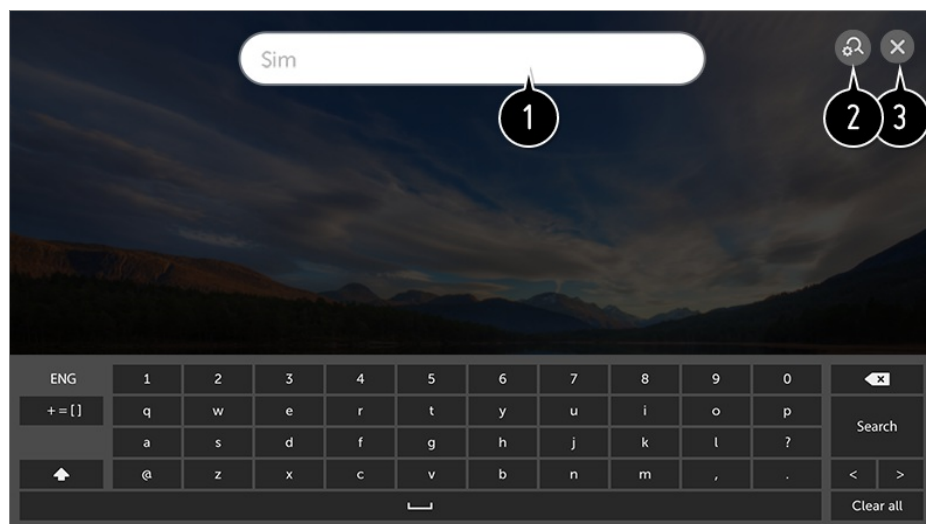 Sim
1
2
3
ENG 1 2 3 4 5 6 7 8 9 0
+=[] q w e r t y u i o p
Search
a s d f g h j k l ?
@ z x c v b n m , . < >
Clear all